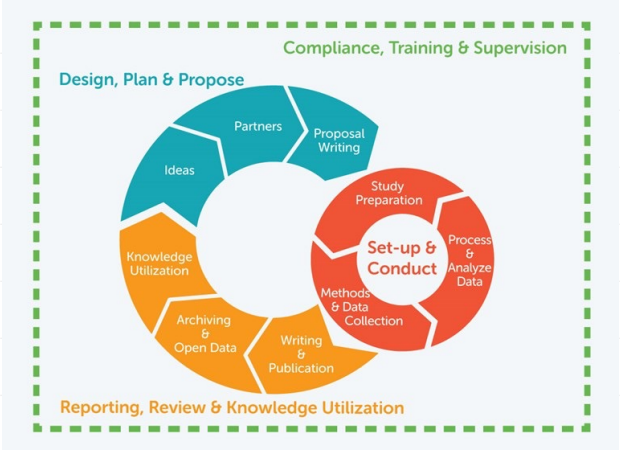 Compliance, Training & Supervision
Design, Plan & Propose
Partners
Proposal
Writing
Ideas
Study
Preparation
Set-up &
Conduct
Process
&
Analyze
Data
Methods
& Data
Collection
Knowledge
Utilization
Archiving
&
Open Data
Writing
&
Publication
Reporting, Review & Knowledge Utilization